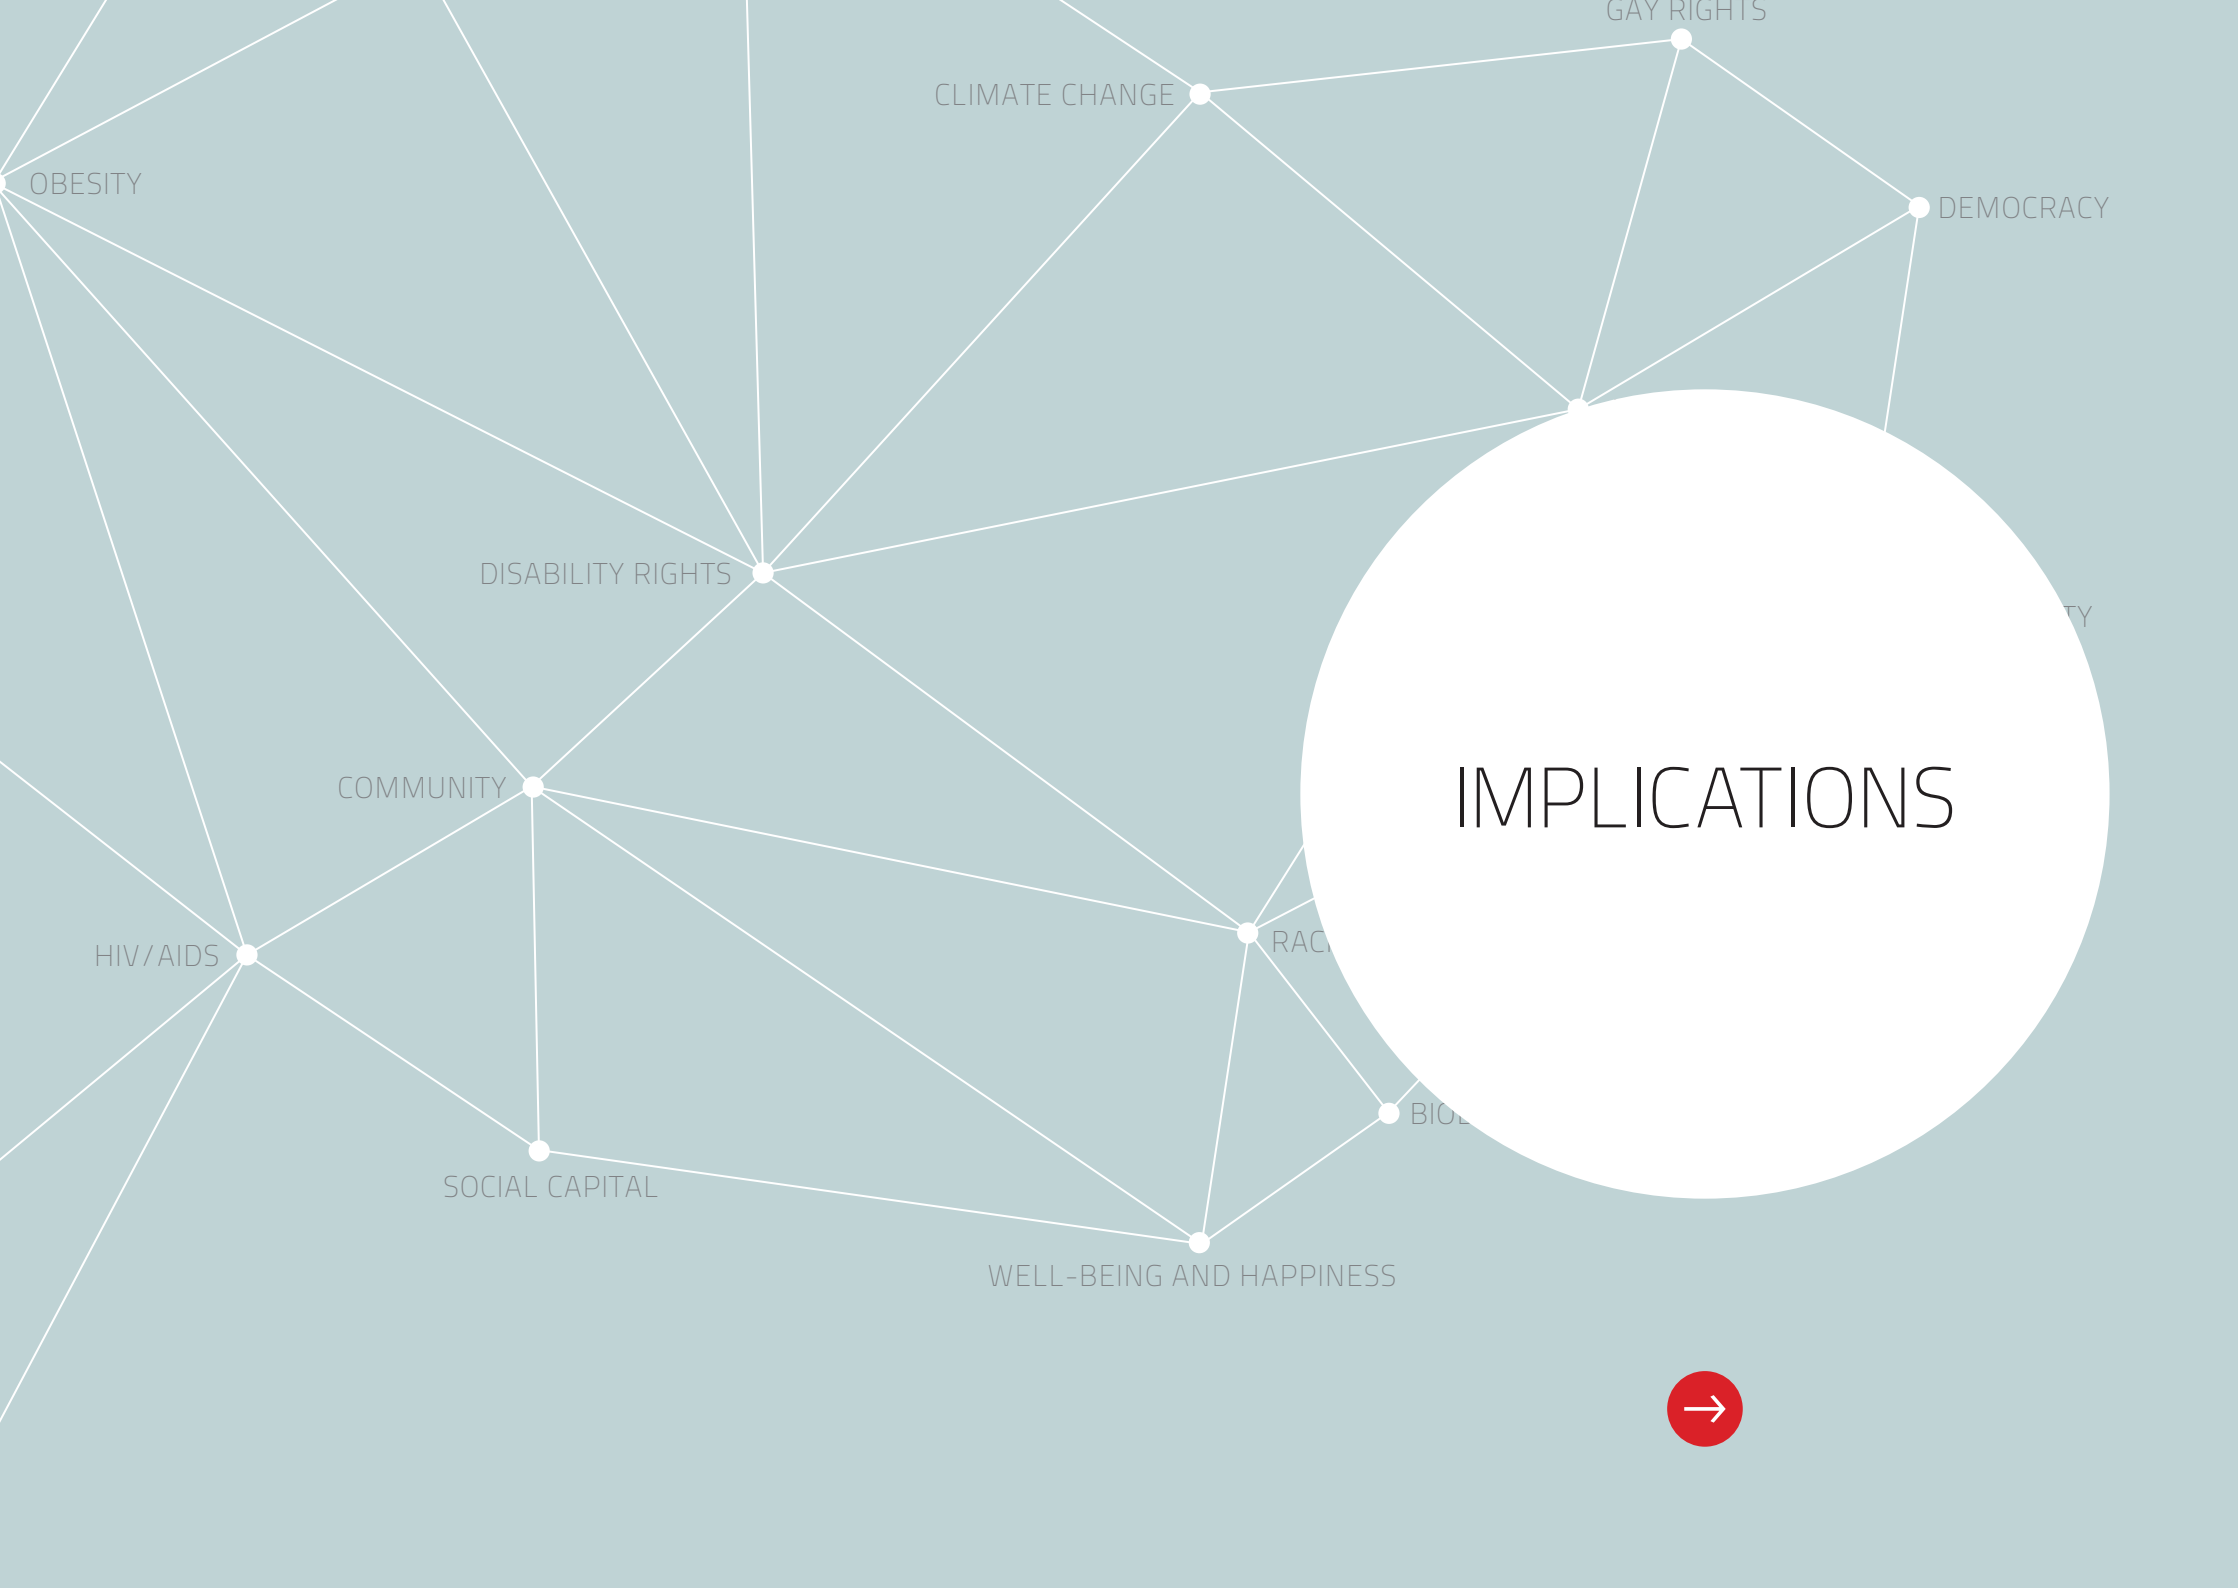 GAY RIGHTS
CLIMATE CHANGE
OBESITY
DEMOCRACY
DISABILITY RIGHTS
IMPLICATIONS
COMMUNITY
HIV/AIDS
SOCIAL CAPITAL
WELL-BEING AND HAPPINESS